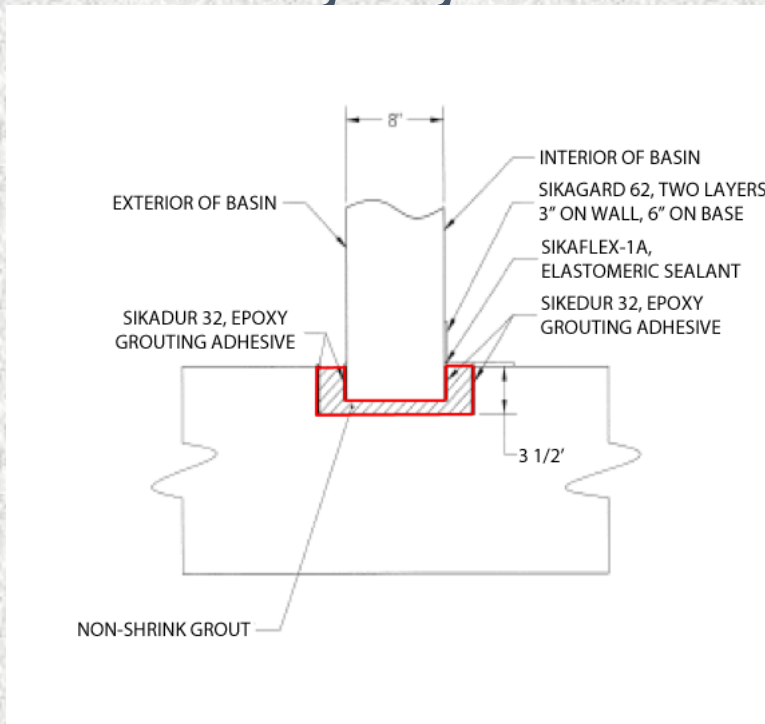 8"
INTERIOR OF BASIN
EXTERIOR OF BASIN
SIKAGARD 62, TWO LAYERS
3” ON WALL, 6” ON BASE
SIKAFLEX-1A,
ELASTOMERIC SEALANT
SIKADUR 32, EPOXY
GROUTING ADHESIVE
SIKEDUR 32, EPOXY
GROUTING ADHESIVE
3 1/2’
NON-SHRINK GROUT